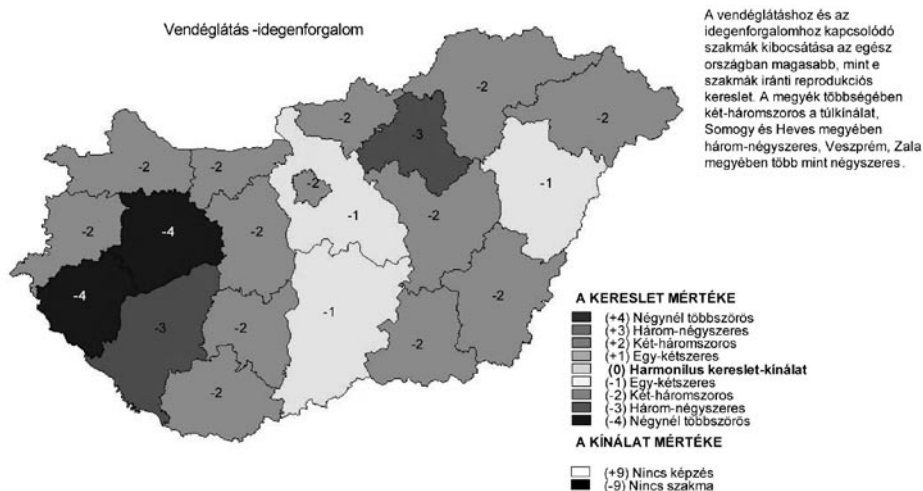 Vendéglátás -idegenforgalom
A vendéglátáshoz és az
idegenforgalomhoz kapcsolódó
szakmák kibocsátása az egész
országban magasabb, mint e
szakmák iránti reprodukciós
kereslet. A megyék többségében
két-háromszoros a túlkínálat,
Somogy és Heves megyében
három-négyszeres, Veszprém, Zala
megyében több mint négyszeres.
-2
-2
-3
-2
-2
-2
-2
-1
-2
-4
-2
-1
-2
-4
-3
-2
-1
-2
-2
-2
A KERESLET MÉRTÉKE
(+4) Négynél többszörös
(+3) Három-négyszeres
(+2) Két-háromszoros
(+1) Egy-kétszeres
(0) Harmonilus kereslet-kínálat
(-1) Egy-kétszeres
(-2) Két-háromszoros
(-3) Három-négyszeres
(-4) Négynél többszörös
A KÍNÁLAT MÉRTÉKE
(+9) Nincs képzés
(-9) Nincs szakma